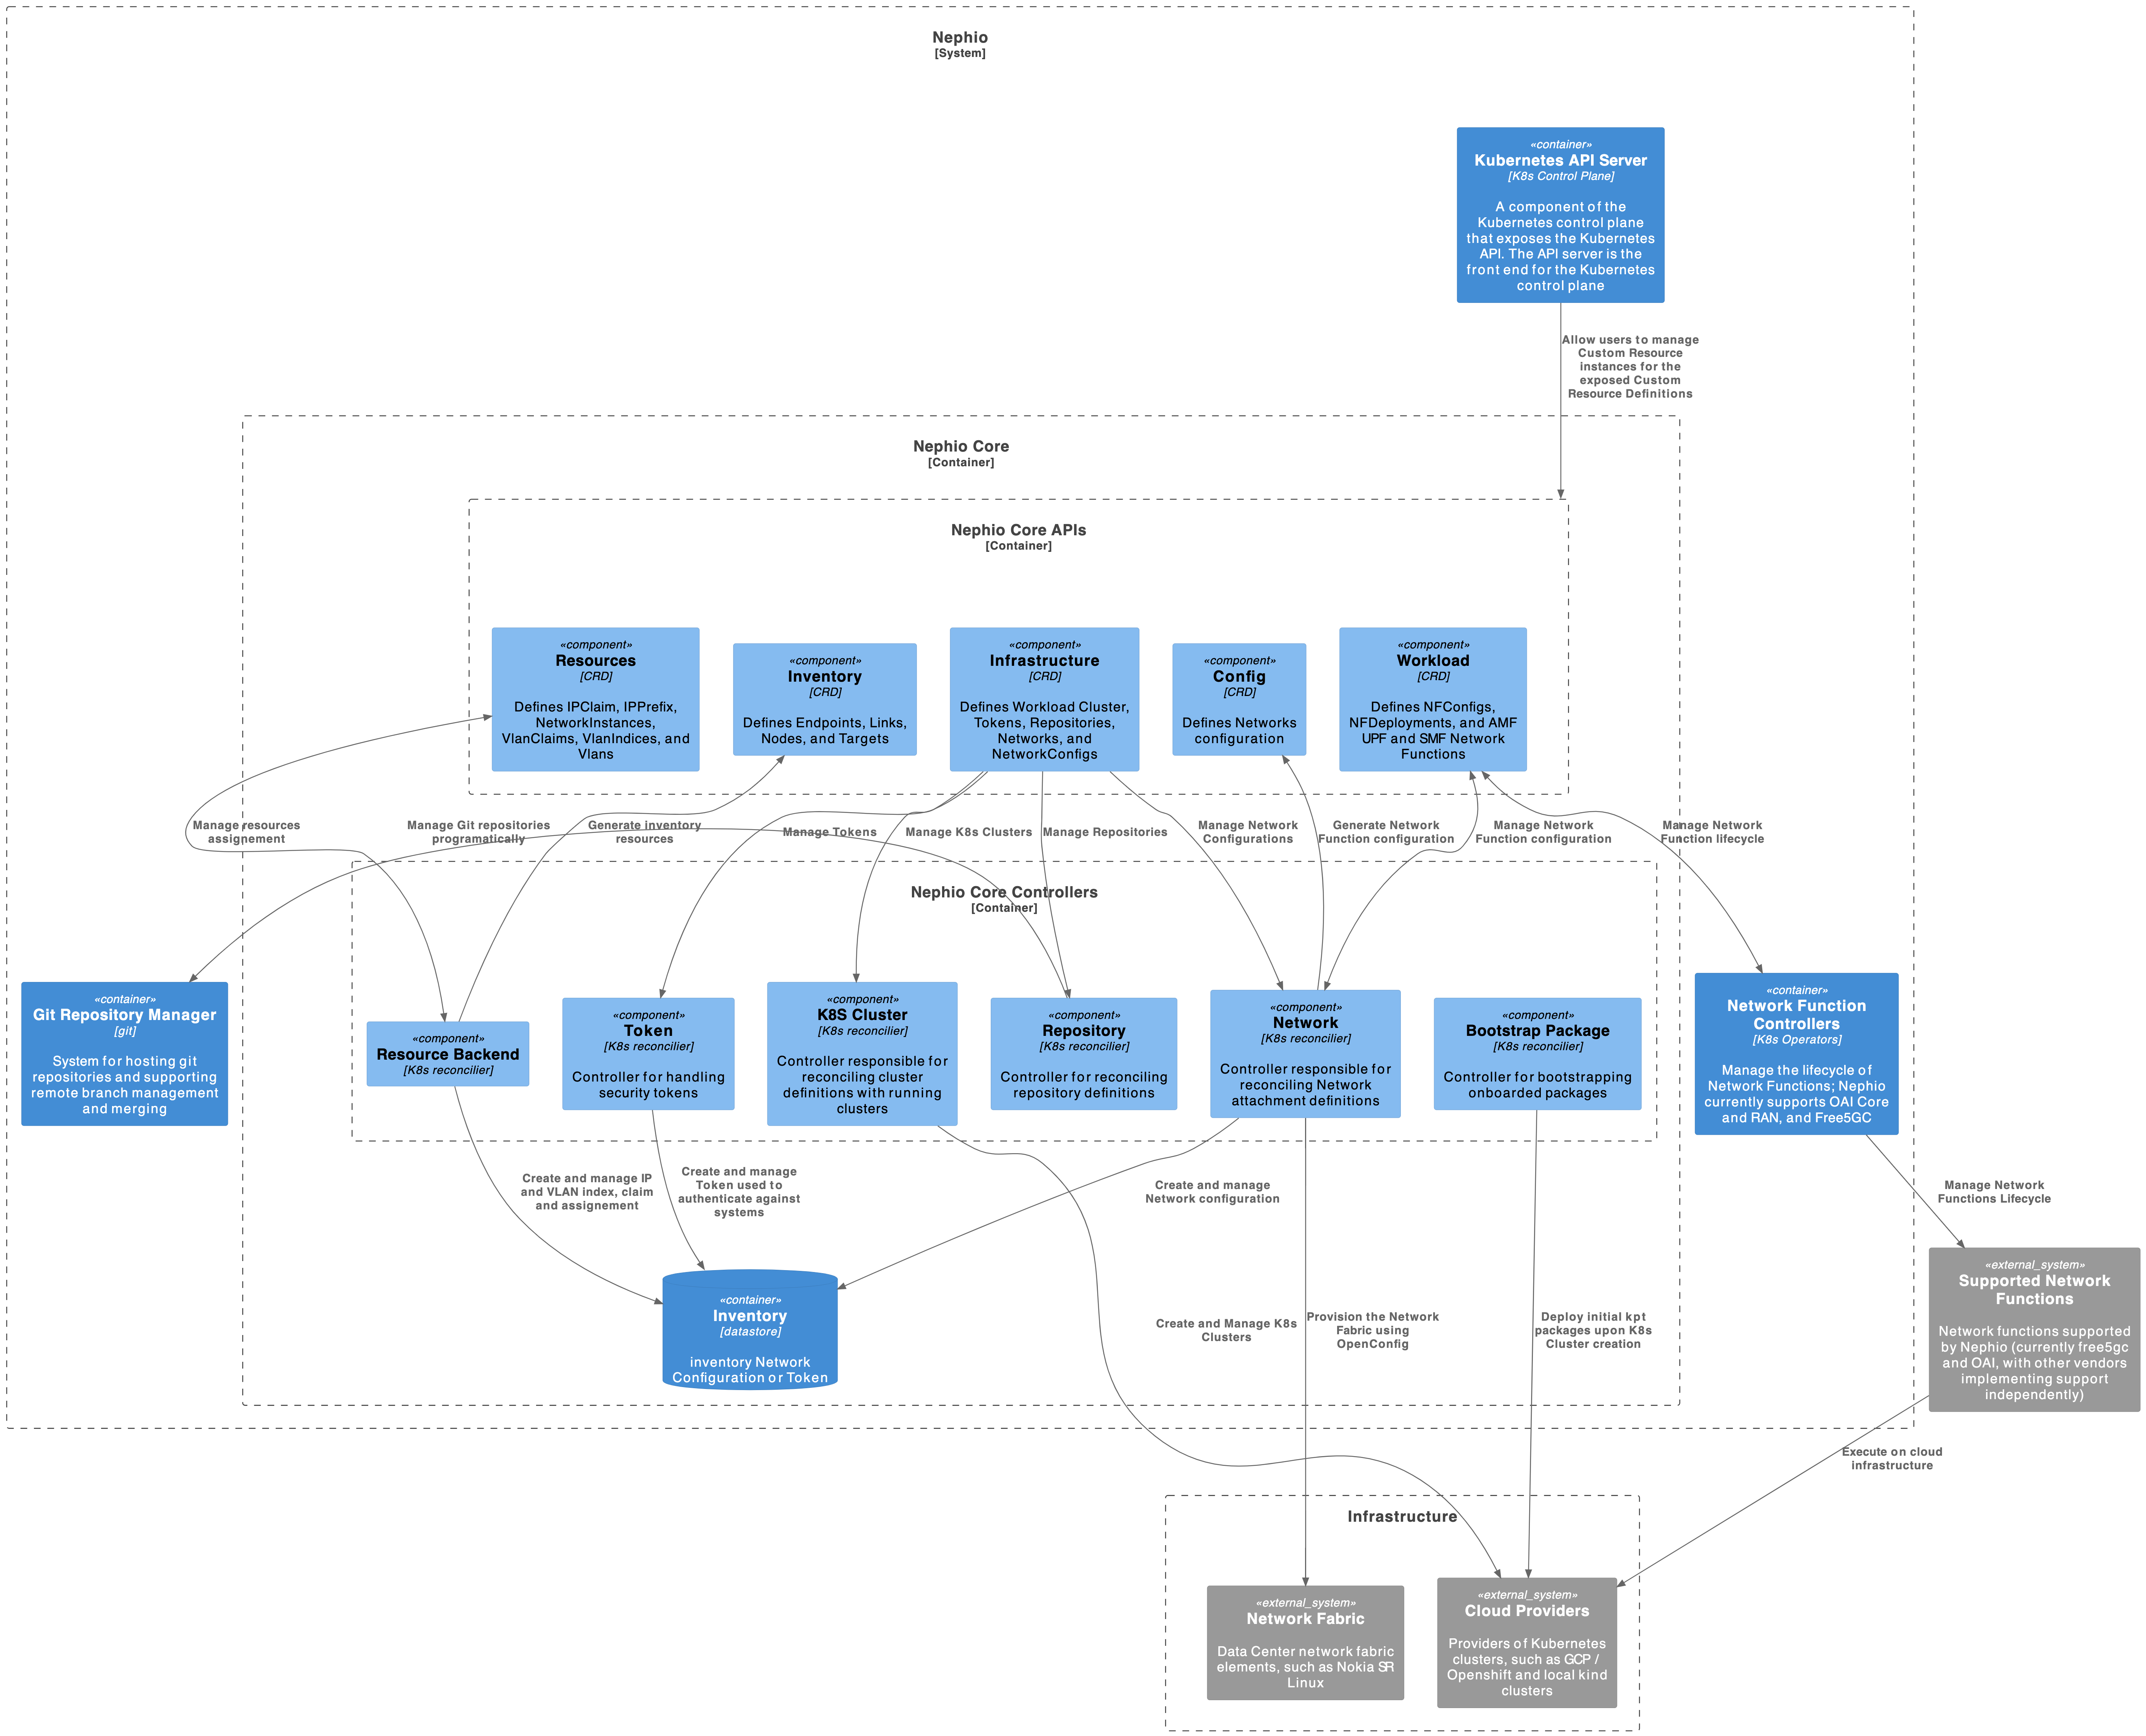 Nephio
[System]
«container»
Kubernetes API Server
[K8s Control Plane]
A component of the
Kubernetes control plane
that exposes the Kubernetes
API. The API server is the
front end for the Kubernetes
control plane
Allow users to manage
Custom Resource
instances for the
exposed Custom
Resource Definitions
Nephio Core
[Container]
Nephio Core APIs
[Container]
«component»
Resources
[CRD]
Defines IPClaim, IPPrefix,
NetworkInstances,
VlanClaims, VlanIndices, and
Vlans
«component»
Inventory
[CRD]
Defines Endpoints, Links,
Nodes, and Targets
«component»
Infrastructure
[CRD]
Defines Workload Cluster,
Tokens, Repositories,
Networks, and
NetworkConfigs
«component»
Config
[CRD]
Defines Networks
configuration
«component»
Workload
[CRD]
Defines NFConfigs,
NFDeployments, and AMF
UPF and SMF Network
Functions
Manage resources
assignement
Manage Git repositories
programatically
Generate inventory
resources
Manage Tokens
Manage K8s Clusters
Manage Repositories
Manage Network
Configurations
Generate Network
Function configuration
Manage Network
Function configuration
Manage Network
Function lifecycle
Nephio Core Controllers
[Container]
«container»
Git Repository Manager
[git]
System for hosting git
repositories and supporting
remote branch management
and merging
«component»
Resource Backend
[K8s reconcilier]
«component»
Token
[K8s reconcilier]
Controller for handling
security tokens
«component»
K8S Cluster
[K8s reconcilier]
Controller responsible for
reconciling cluster
definitions with running
clusters
«component»
Repository
[K8s reconcilier]
Controller for reconciling
repository definitions
«component»
Network
[K8s reconcilier]
Controller responsible for
reconciling Network
attachment definitions
«component»
Bootstrap Package
[K8s reconcilier]
Controller for bootstrapping
onboarded packages
«container»
Network Function
Controllers
[K8s Operators]
Manage the lifecycle of
Network Functions; Nephio
currently supports OAI Core
and RAN, and Free5GC
Create and manage IP
and VLAN index, claim
and assignement
Create and manage
Token used to
authenticate against
systems
Create and manage
Network configuration
Manage Network
Functions Lifecycle
«container»
Inventory
[datastore]
inventory Network
Configuration or Token
Create and Manage K8s
Clusters
Provision the Network
Fabric using
OpenConfig
Deploy initial kpt
packages upon K8s
Cluster creation
«external_system»
Supported Network
Functions
Network functions supported
by Nephio (currently free5gc
and OAI, with other vendors
implementing support
independently)
Execute on cloud
infrastructure
Infrastructure
«external_system»
Network Fabric
Data Center network fabric
elements, such as Nokia SR
Linux
«external_system»
Cloud Providers
Providers of Kubernetes
clusters, such as GCP /
Openshift and local kind
clusters